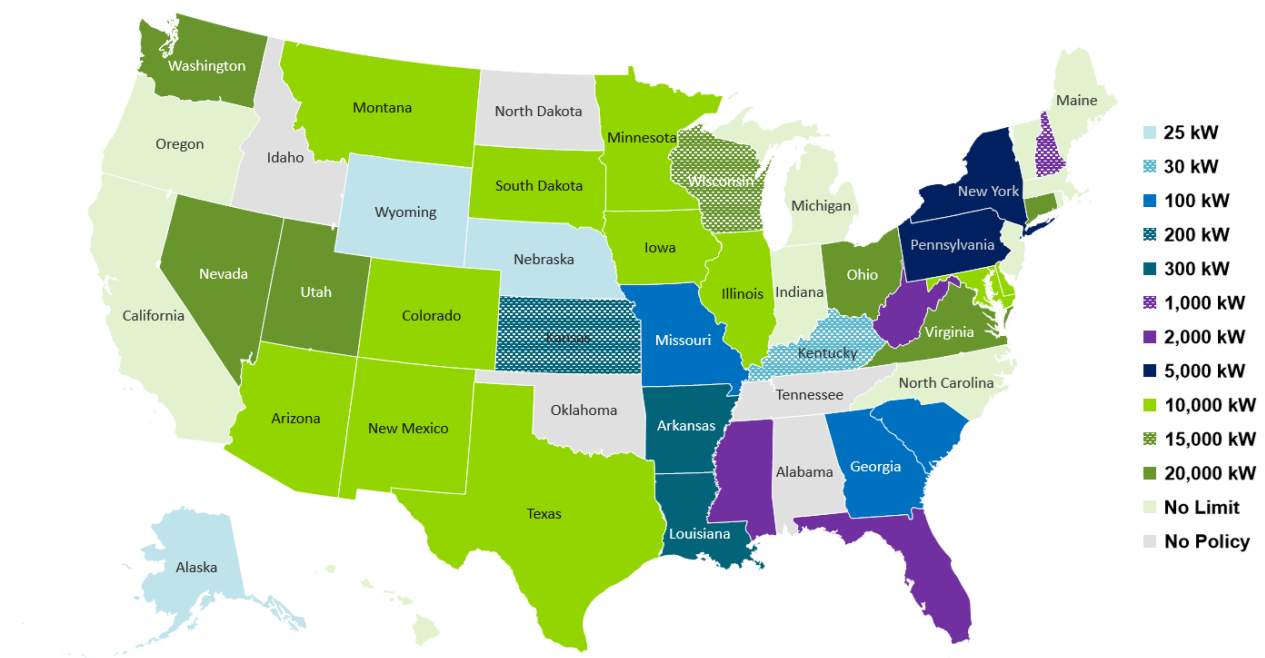 Washington
Montana
North Dakota
Minnesota
Maine
Oregon
Idaho
South Dakota
Wisconsin
Michigan
New York
Wyoming
Nebraska
Iowa
Pennsylvania
Nevada
Utah
Colorado
Kansas
Illinois
Indiana
Ohio
California
Missouri
Kentucky
Virginia
Arizona
New Mexico
Oklahoma
Arkansas
Tennessee
North Carolina
Texas
Louisiana
Alabama
Georgia
Alaska
25 kW
30 kW
100 kW
200 kW
300 kW
1,000 kW
2,000 kW
5,000 kW
10,000 kW
15,000 kW
20,000 kW
No Limit
No Policy